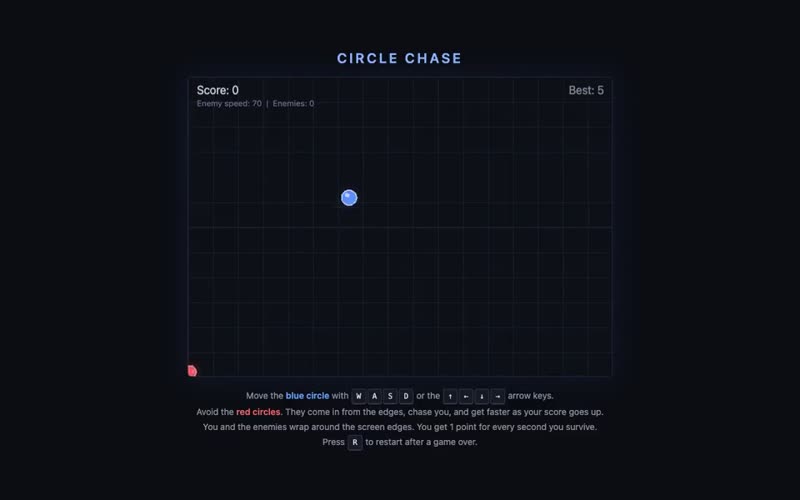 CIRCLE CHASE
Score: 0
Best: 5
Enemy speed: 70 | Enemies: 0
Move the blue circle with W A S D or the ↑ ← ↓ → arrow keys.
Avoid the red circles. They come in from the edges, chase you, and get faster as your score goes up.
You and the enemies wrap around the screen edges. You get 1 point for every second you survive.
Press R to restart after a game over.